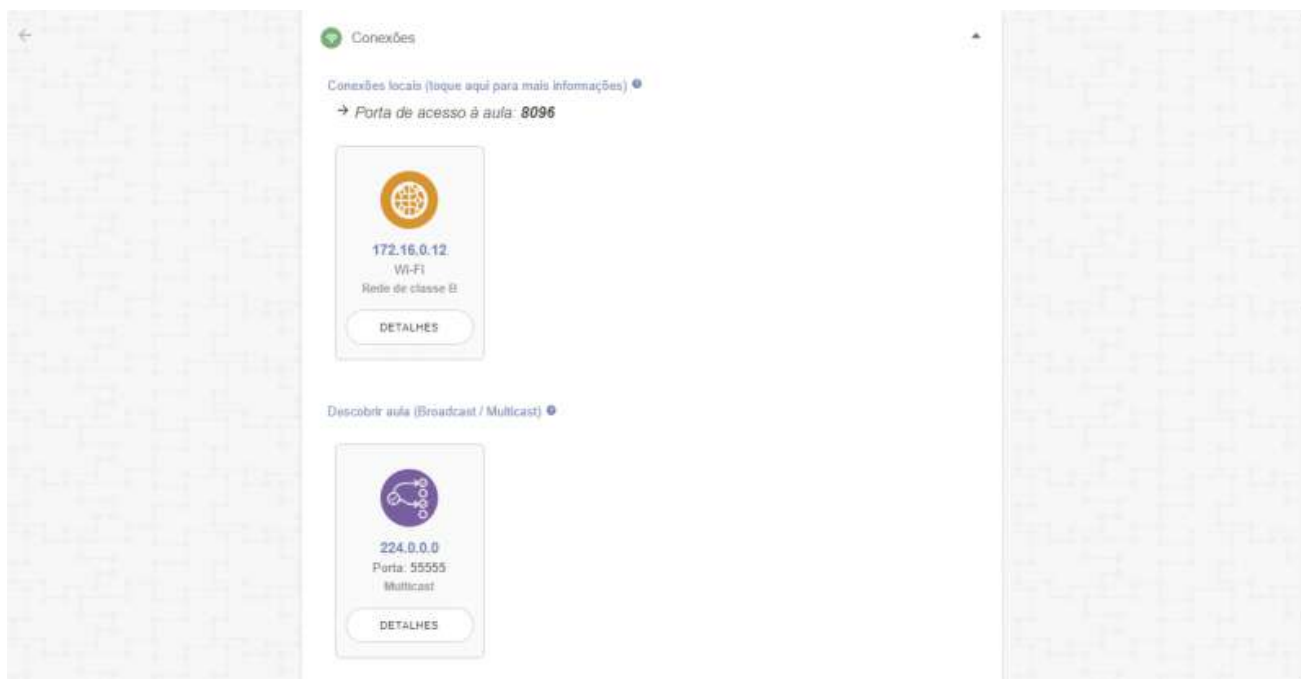 Conexões
Conexões locais (toque aqui para mais informações)
→ Porta de acesso à aula: 8096
172.16.0.12
WI-FI
Rede de classe B
DETALHES
Descobrir aula (Broadcast / Multicast)
224.0.0.0
Porta: 55555
Multicast
DETALHES